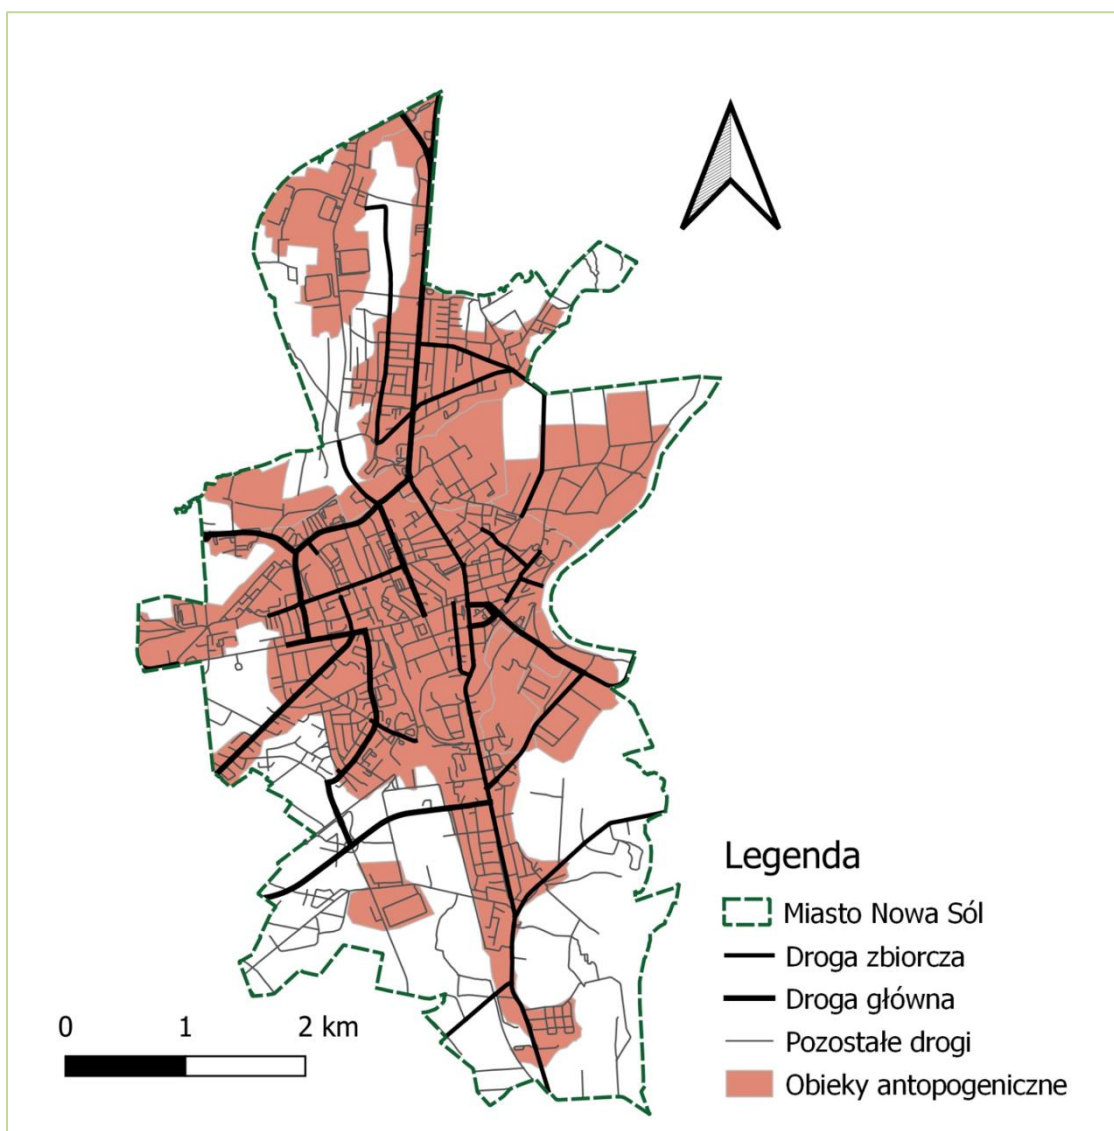 Legenda
Miasto Nowa Sól
Droga zbiorcza
Droga główna
Pozostałe drogi
Obieky antopogeniczne
0 1 2 km